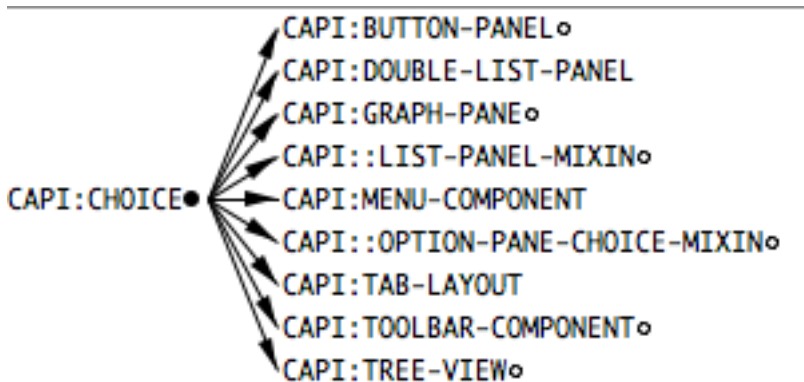 CAPI:BUTTON-PANEL
CAPI:DOUBLE-LIST-PANEL
CAPI:GRAPH-PANE
CAPI::LIST-PANEL-MIXIN
CAPI:CHOICE
CAPI:MENU-COMPONENT
CAPI::OPTION-PANE-CHOICE-MIXIN
CAPI:TAB-LAYOUT
CAPI:TOOLBAR-COMPONENT
CAPI:TREE-VIEW